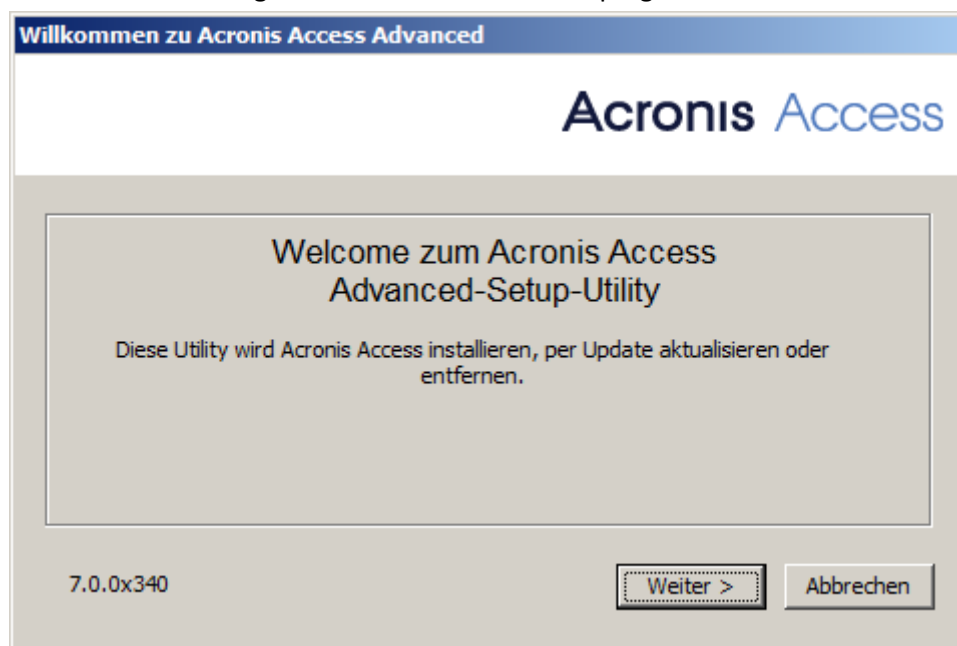 Willkommen zu Acronis Access Advanced
Acronis Access
Welcome zum Acronis Access
Advanced-Setup-Utility
Diese Utility wird Acronis Access installieren, per Update aktualisieren oder
entfernen.
7.0.0x340
Weiter >
Abbrechen